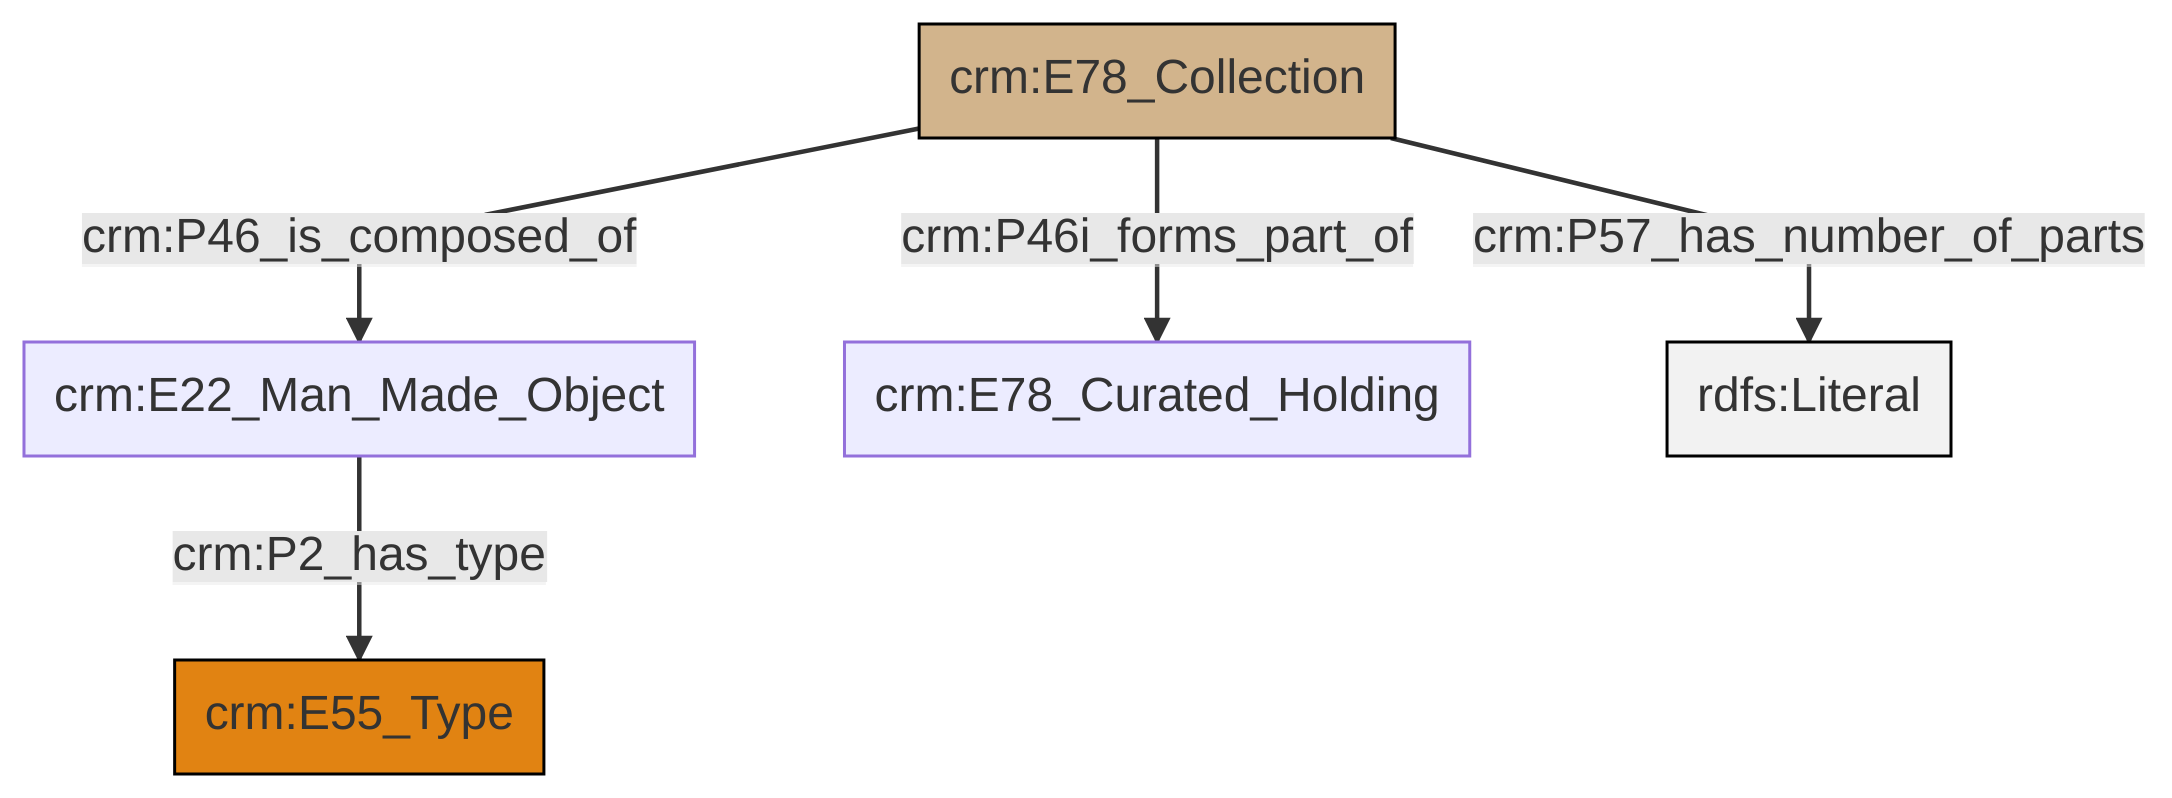 crm:E78_Collection
crm:P46_is_composed_of
crm:P46i_forms_part_of
crm:P57_has_number_of_parts
crm:E22_Man_Made_Object
crm:E78_Curated_Holding
rdfs:Literal
crm:P2_has_type
crm:E55_Type